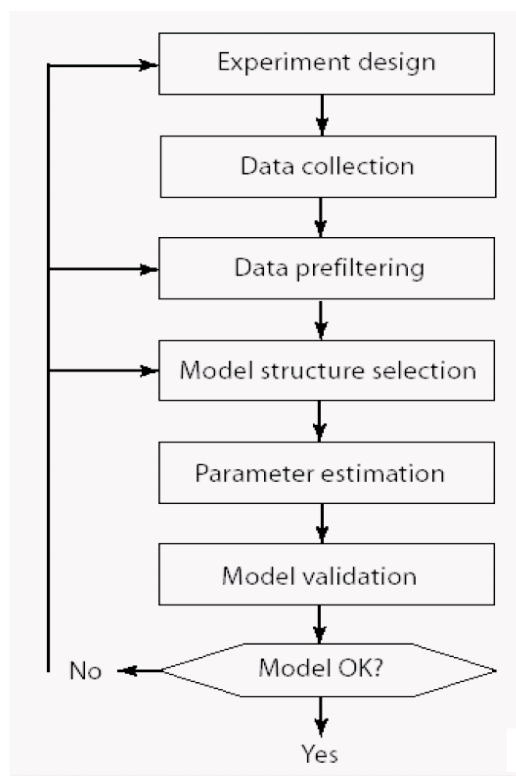 Experiment design
Data collection
Data prefiltering
Model structure selection
Parameter estimation
Model validation
Model OK?
No
Yes